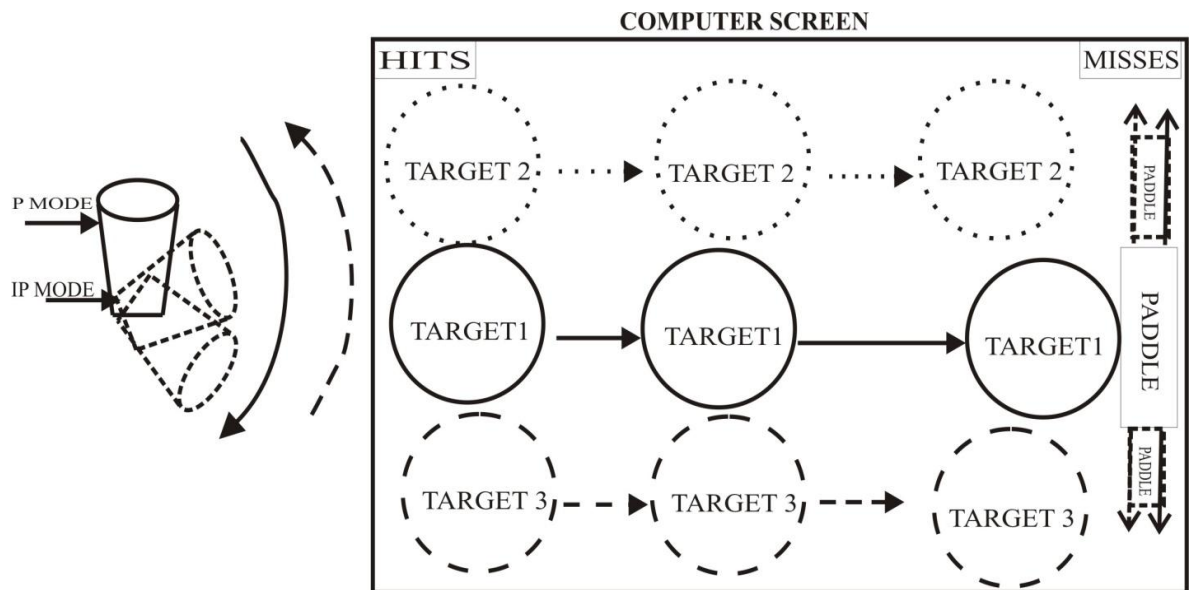 COMPUTER SCREEN
HITS
MISSES
TARGET 2
TARGET 2
TARGET 2
PADDLE
P MODE
IP MODE
TARGET1
TARGET1
TARGET1
PADDLE
TARGET 3
TARGET 3
TARGET 3
PADDLE